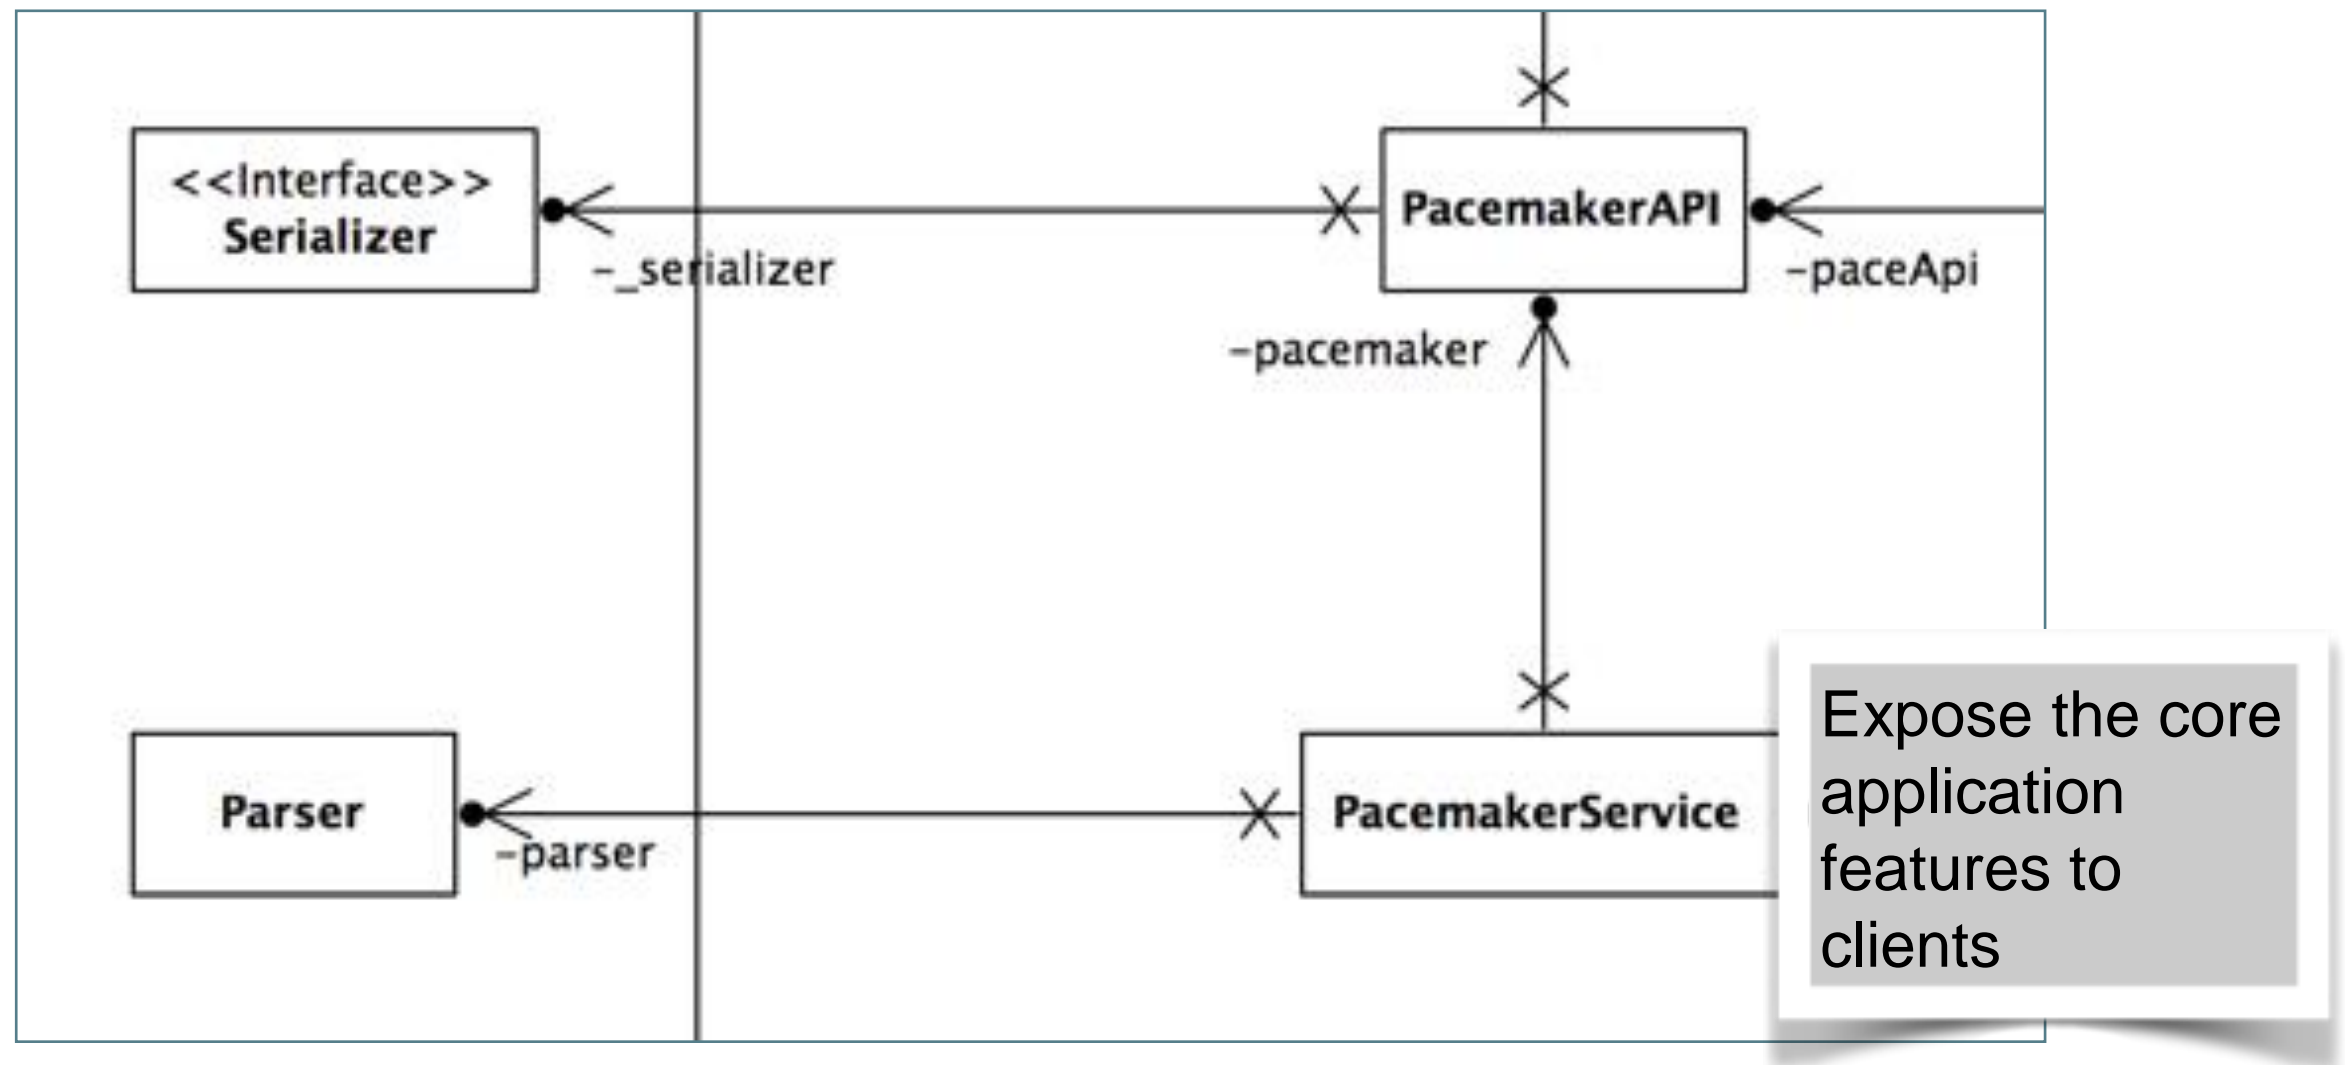 <<Interface>>
Serializer
-_serializer
PacemakerAPI
-paceApi
-pacemaker
Parser
-parser
PacemakerService
Expose the core
application
features to
clients